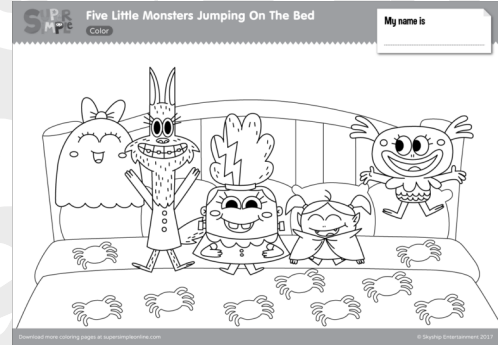 SUPER SIMPLE
Five Little Monsters Jumping On The Bed
Color
My name is
Download more coloring pages at supersimpleonline.com
© Skyship Entertainment 2017